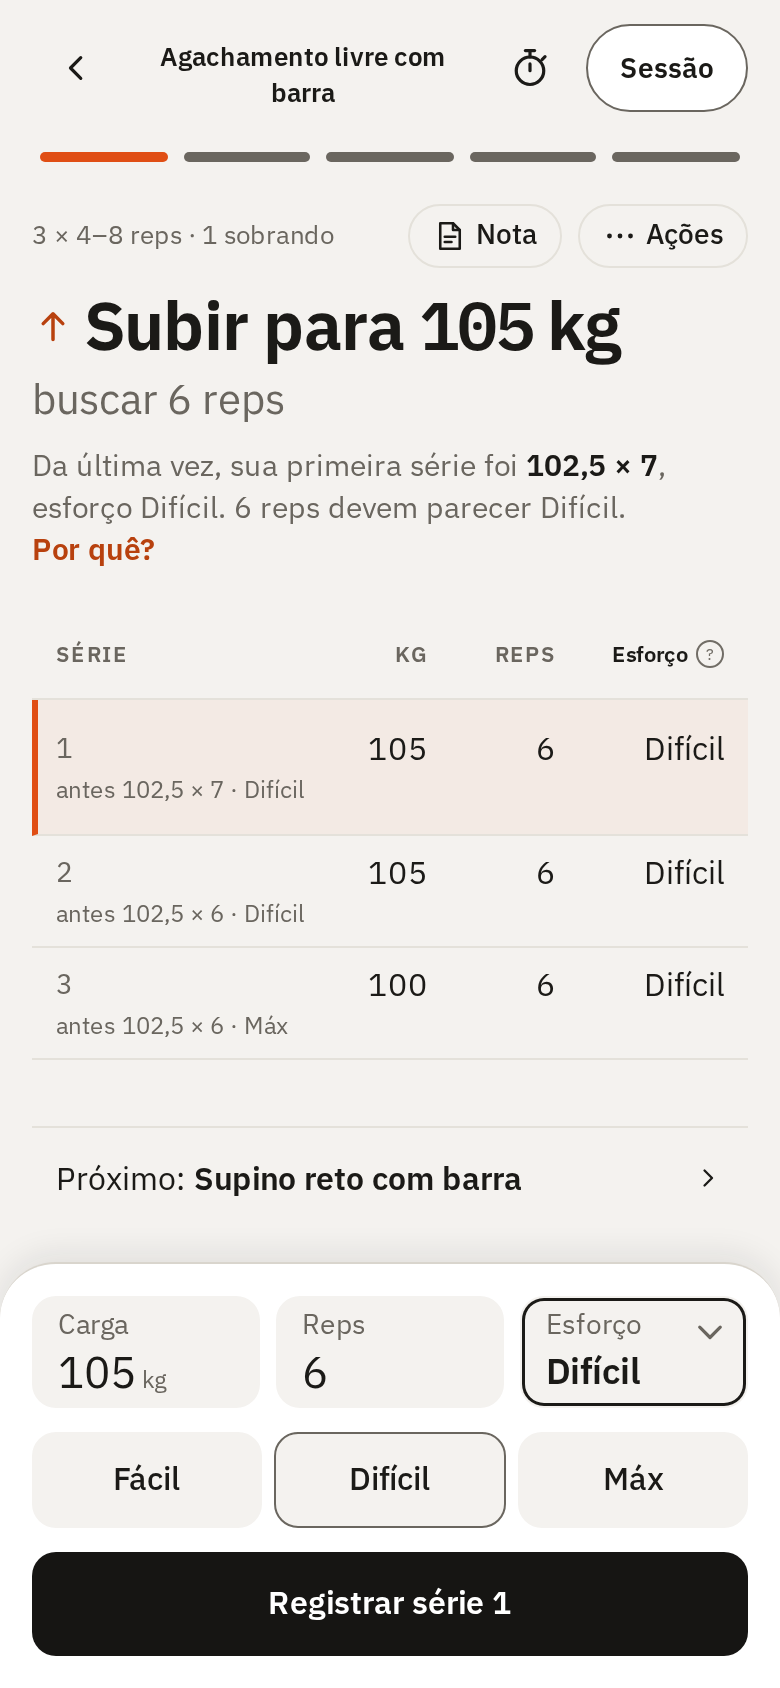 Agachamento livre com
barra
Sessão
3 × 4–8 reps · 1 sobrando
Nota
Ações
↑ Subir para 105 kg
buscar 6 reps
Da última vez, sua primeira série foi 102,5 × 7,
esforço Difícil. 6 reps devem parecer Difícil.
Por quê?
SÉRIE KG REPS Esforço ?
1 105 6 Difícil
antes 102,5 × 7 · Difícil
2 105 6 Difícil
antes 102,5 × 6 · Difícil
3 100 6 Difícil
antes 102,5 × 6 · Máx
Próximo: Supino reto com barra
Carga Reps Esforço
105 kg 6 Difícil
Fácil Difícil Máx
Registrar série 1